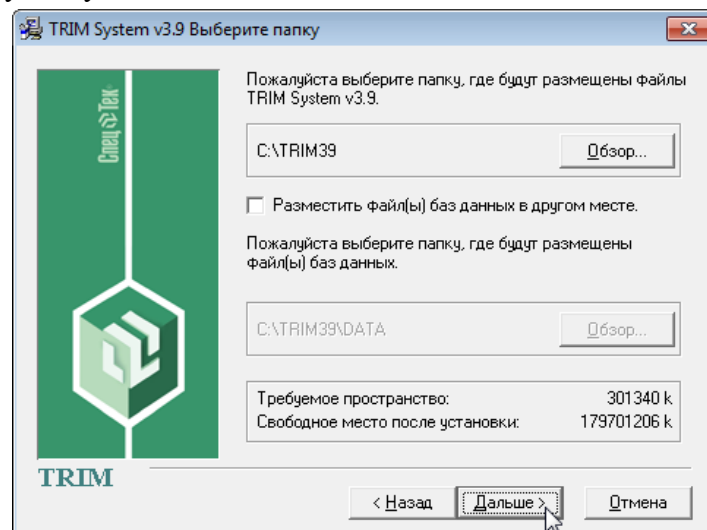 TRIM System v3.9 Выберите папку
Пожалуйста выберите папку, где будут размещены файлы
TRIM System v3.9.
СпецТек
C:\TRIM39
Обзор...
Разместить файл(ы) баз данных в другом месте.
Пожалуйста выберите папку, где будут размещены
файл(ы) баз данных.
C:\TRIM39\DATA
Обзор...
Требуемое пространство: 301340 k
Свободное место после установки: 179701206 k
TRIM
< Назад
Дальше >
Отмена